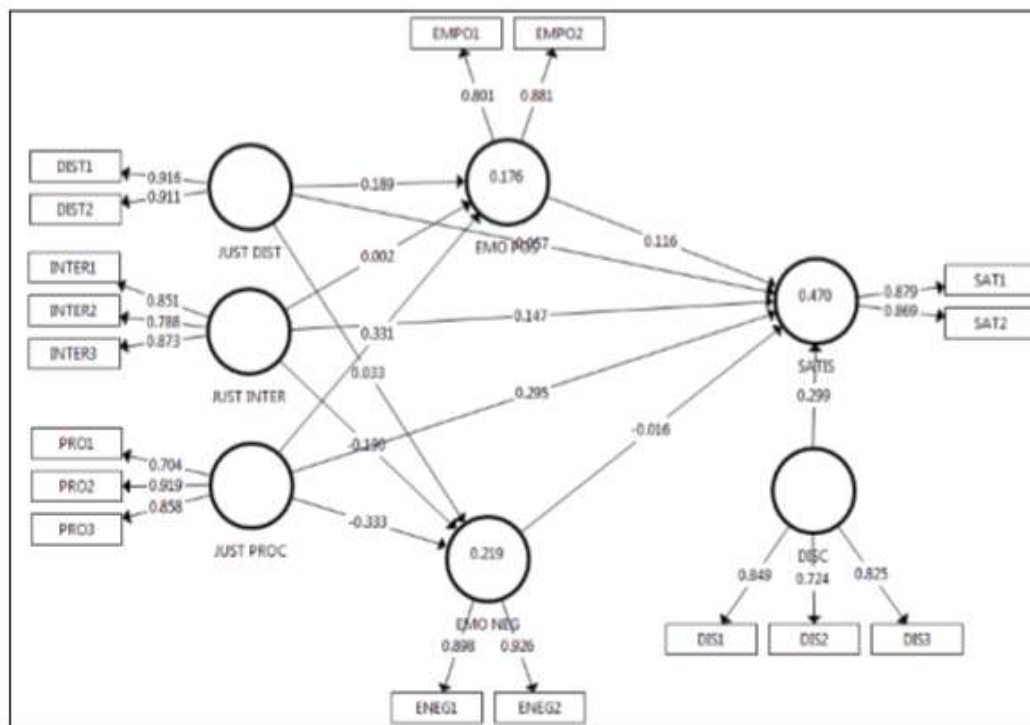 EMPO1 EMPO2
0.801 0.881
DIST1
0.916
DIST2
0.911
JUST DIST
0.189
0.176
EMO POS
0.116
INTER1
0.851
INTER2
0.788
INTER3
0.873
JUST INTER
0.002
0.147
0.331
0.033
0.470
SATIS
0.879
SAT1
0.869
SAT2
0.299
0.295
-0.016
PRO1
0.704
PRO2
0.919
PRO3
0.858
JUST PROC
-0.190
-0.333
0.219
EMO NEG
0.898 0.926
ENEG1 ENEG2
DISC
0.849 0.724 0.825
DIS1 DIS2 DIS3